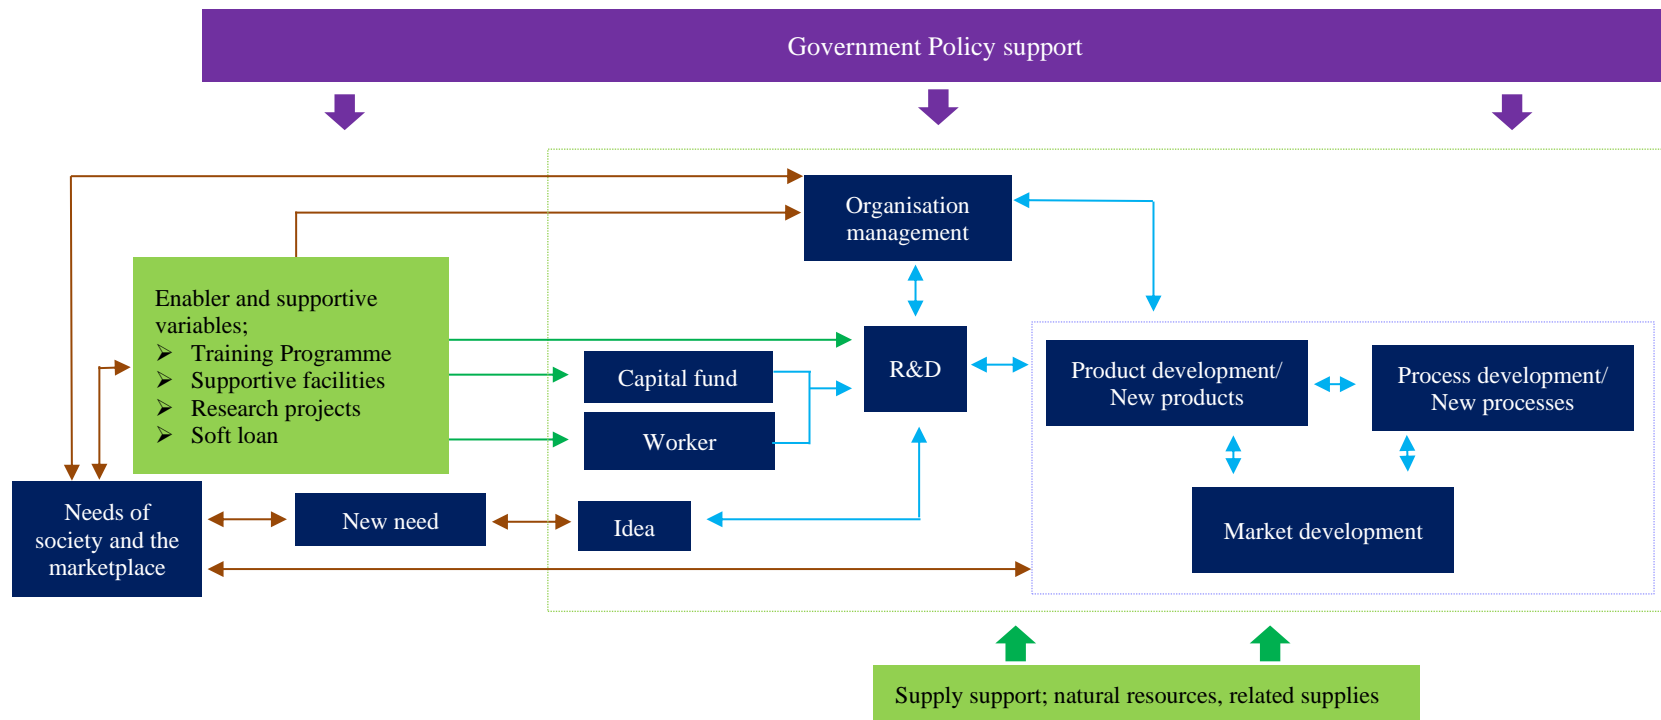 Government Policy support
Organisation
management
Enabler and supportive
variables;
➢ Training Programme
➢ Supportive facilities
➢ Research projects
➢ Soft loan
Capital fund
Worker
R&D
Product development/
New products
Process development/
New processes
Market development
Needs of
society and the
marketplace
New need
Idea
Supply support; natural resources, related supplies